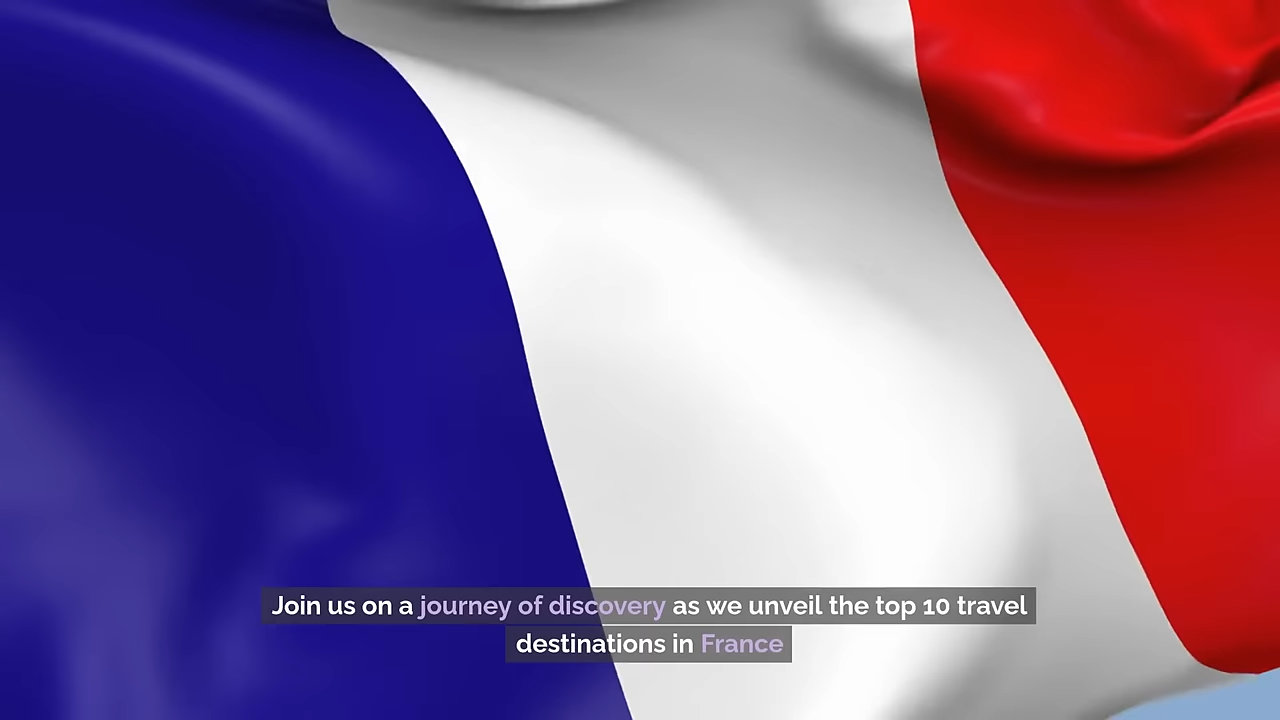 Join us on a journey of discovery as we unveil the top 10 travel
destinations in France